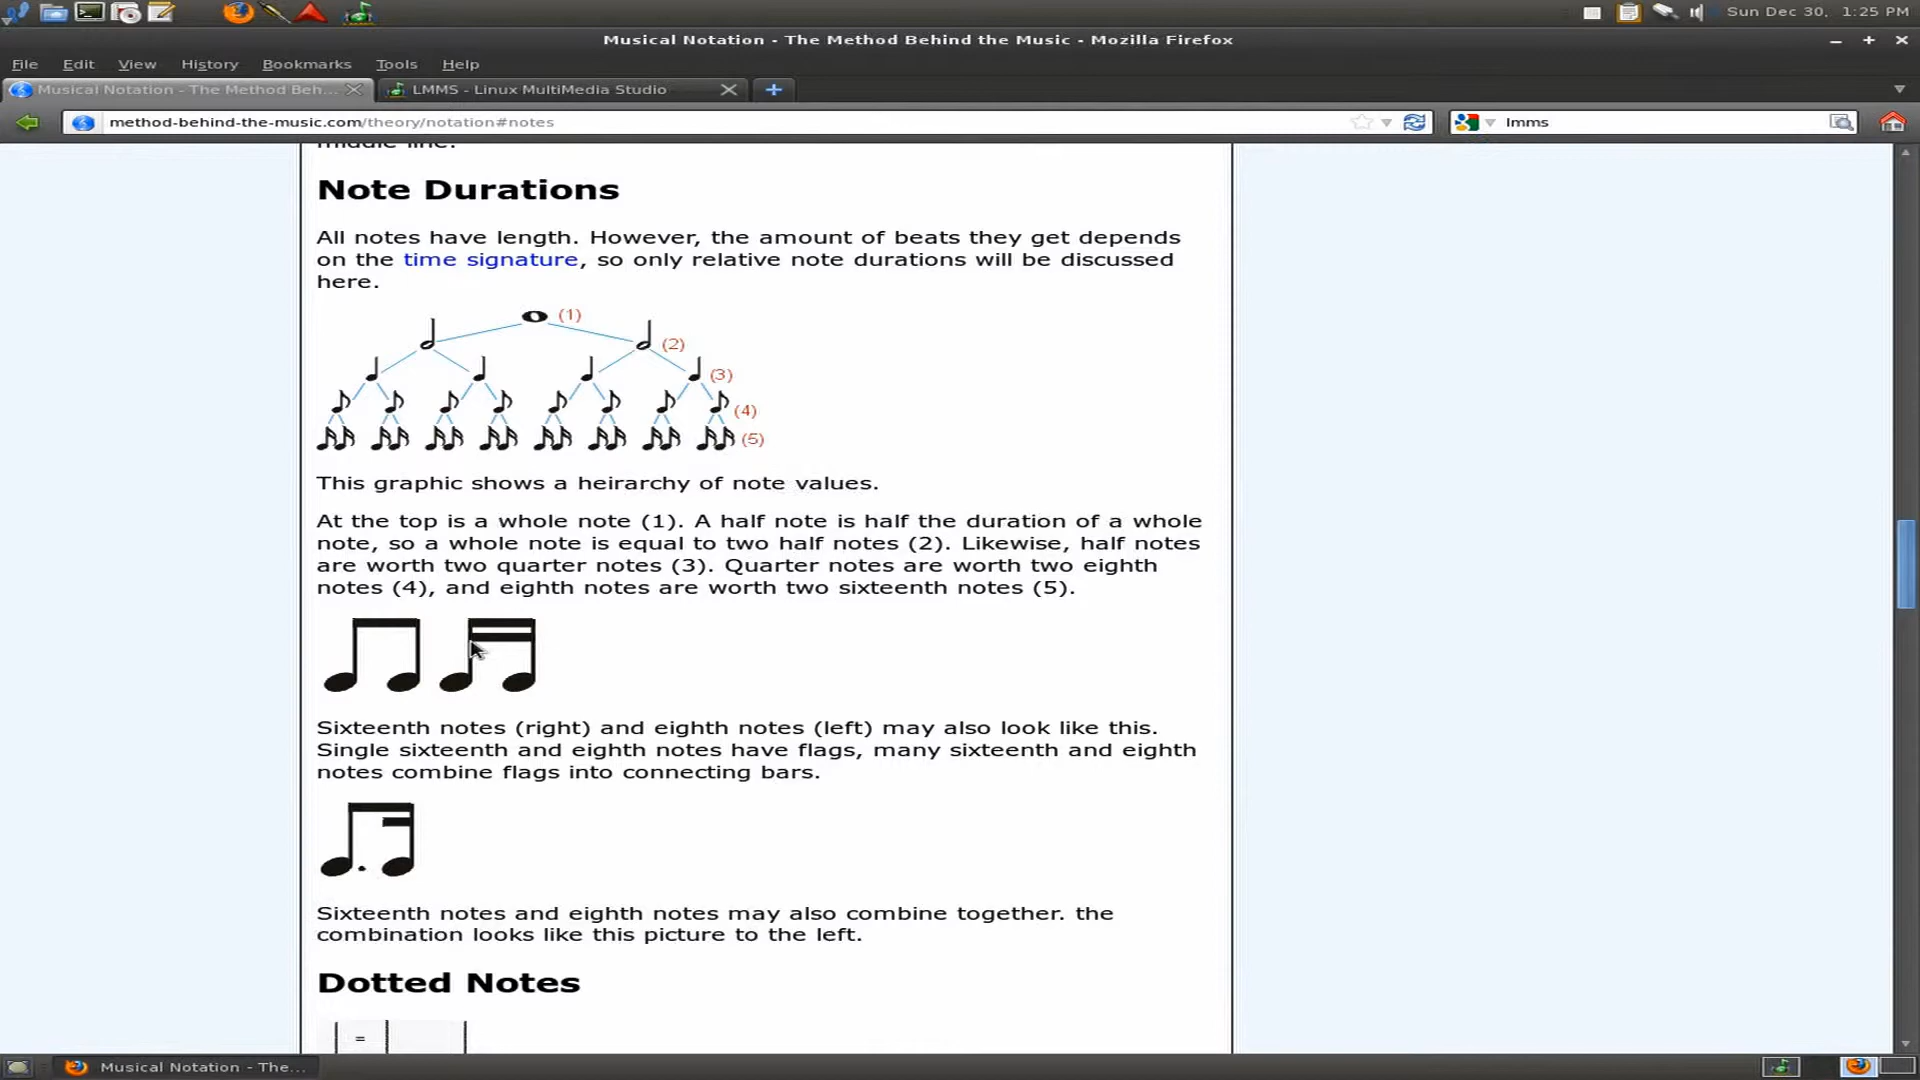 Sun Dec 30, 1:25 PM
Musical Notation - The Method Behind the Music - Mozilla Firefox
File Edit View History Bookmarks Tools Help
Musical Notation - The Method Beh... LMMS - Linux MultiMedia Studio
method-behind-the-music.com/theory/notation#notes lmms
middle line.
Note Durations
All notes have length. However, the amount of beats they get depends
on the time signature, so only relative note durations will be discussed
here.
(1)
(2)
(3)
(4)
(5)
This graphic shows a heirarchy of note values.
At the top is a whole note (1). A half note is half the duration of a whole
note, so a whole note is equal to two half notes (2). Likewise, half notes
are worth two quarter notes (3). Quarter notes are worth two eighth
notes (4), and eighth notes are worth two sixteenth notes (5).
Sixteenth notes (right) and eighth notes (left) may also look like this.
Single sixteenth and eighth notes have flags, many sixteenth and eighth
notes combine flags into connecting bars.
Sixteenth notes and eighth notes may also combine together. the
combination looks like this picture to the left.
Dotted Notes
=
Musical Notation - The...